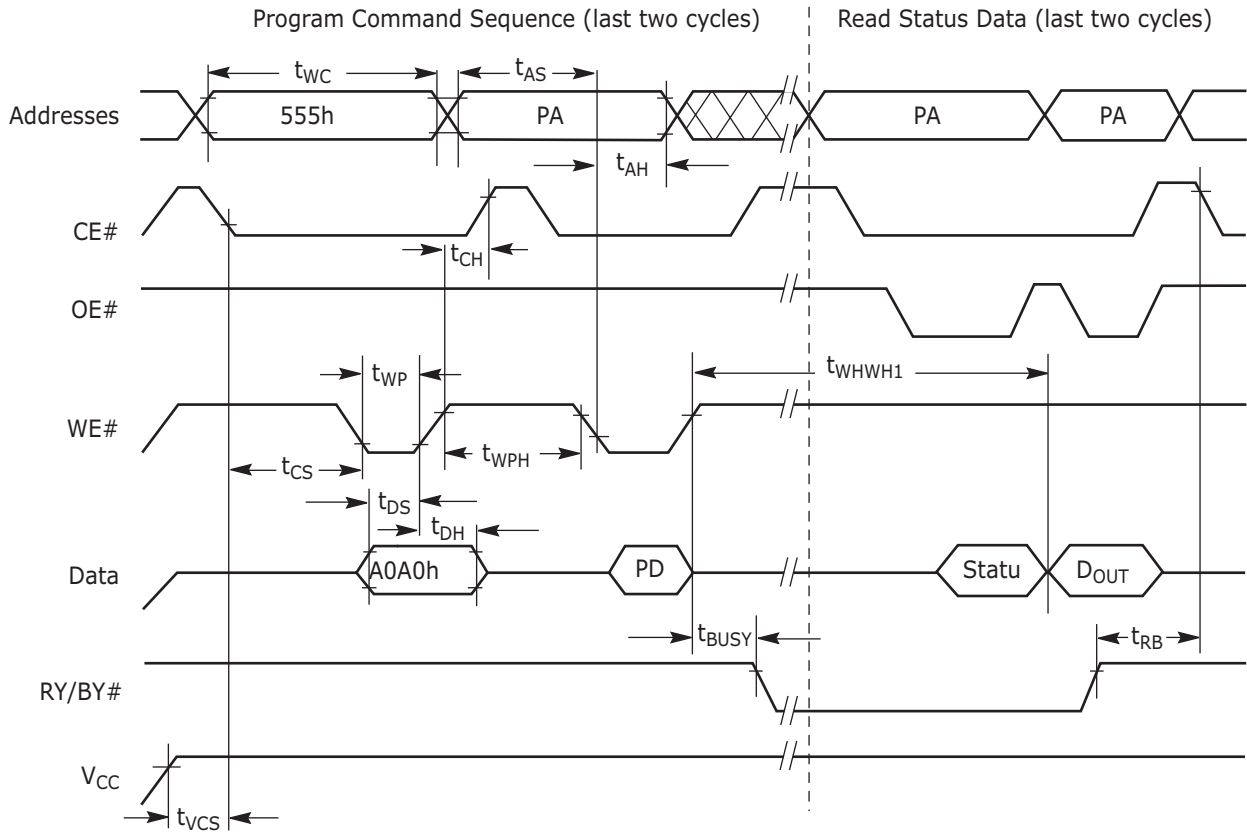 Program Command Sequence (last two cycles)
Read Status Data (last two cycles)
tWC
tAS
Addresses
555h
PA
PA
PA
tAH
CE#
tCH
OE#
tWP
tWHWH1
WE#
tCS
tWPH
tDS
tDH
Data
A0A0h
PD
Statu
DOUT
tBUSY
tRB
RY/BY#
VCC
tVCS